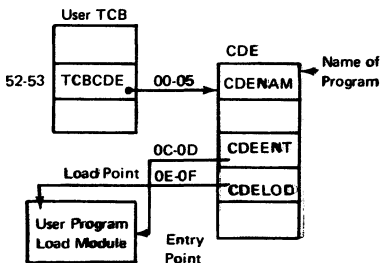 User TCB
CDE
Name of
Program
52-53 TCBCDE 00-05 CDENAM
0C-0D CDEENT
Load Point 0E-0F CDELOD
User Program
Load Module
Entry
Point